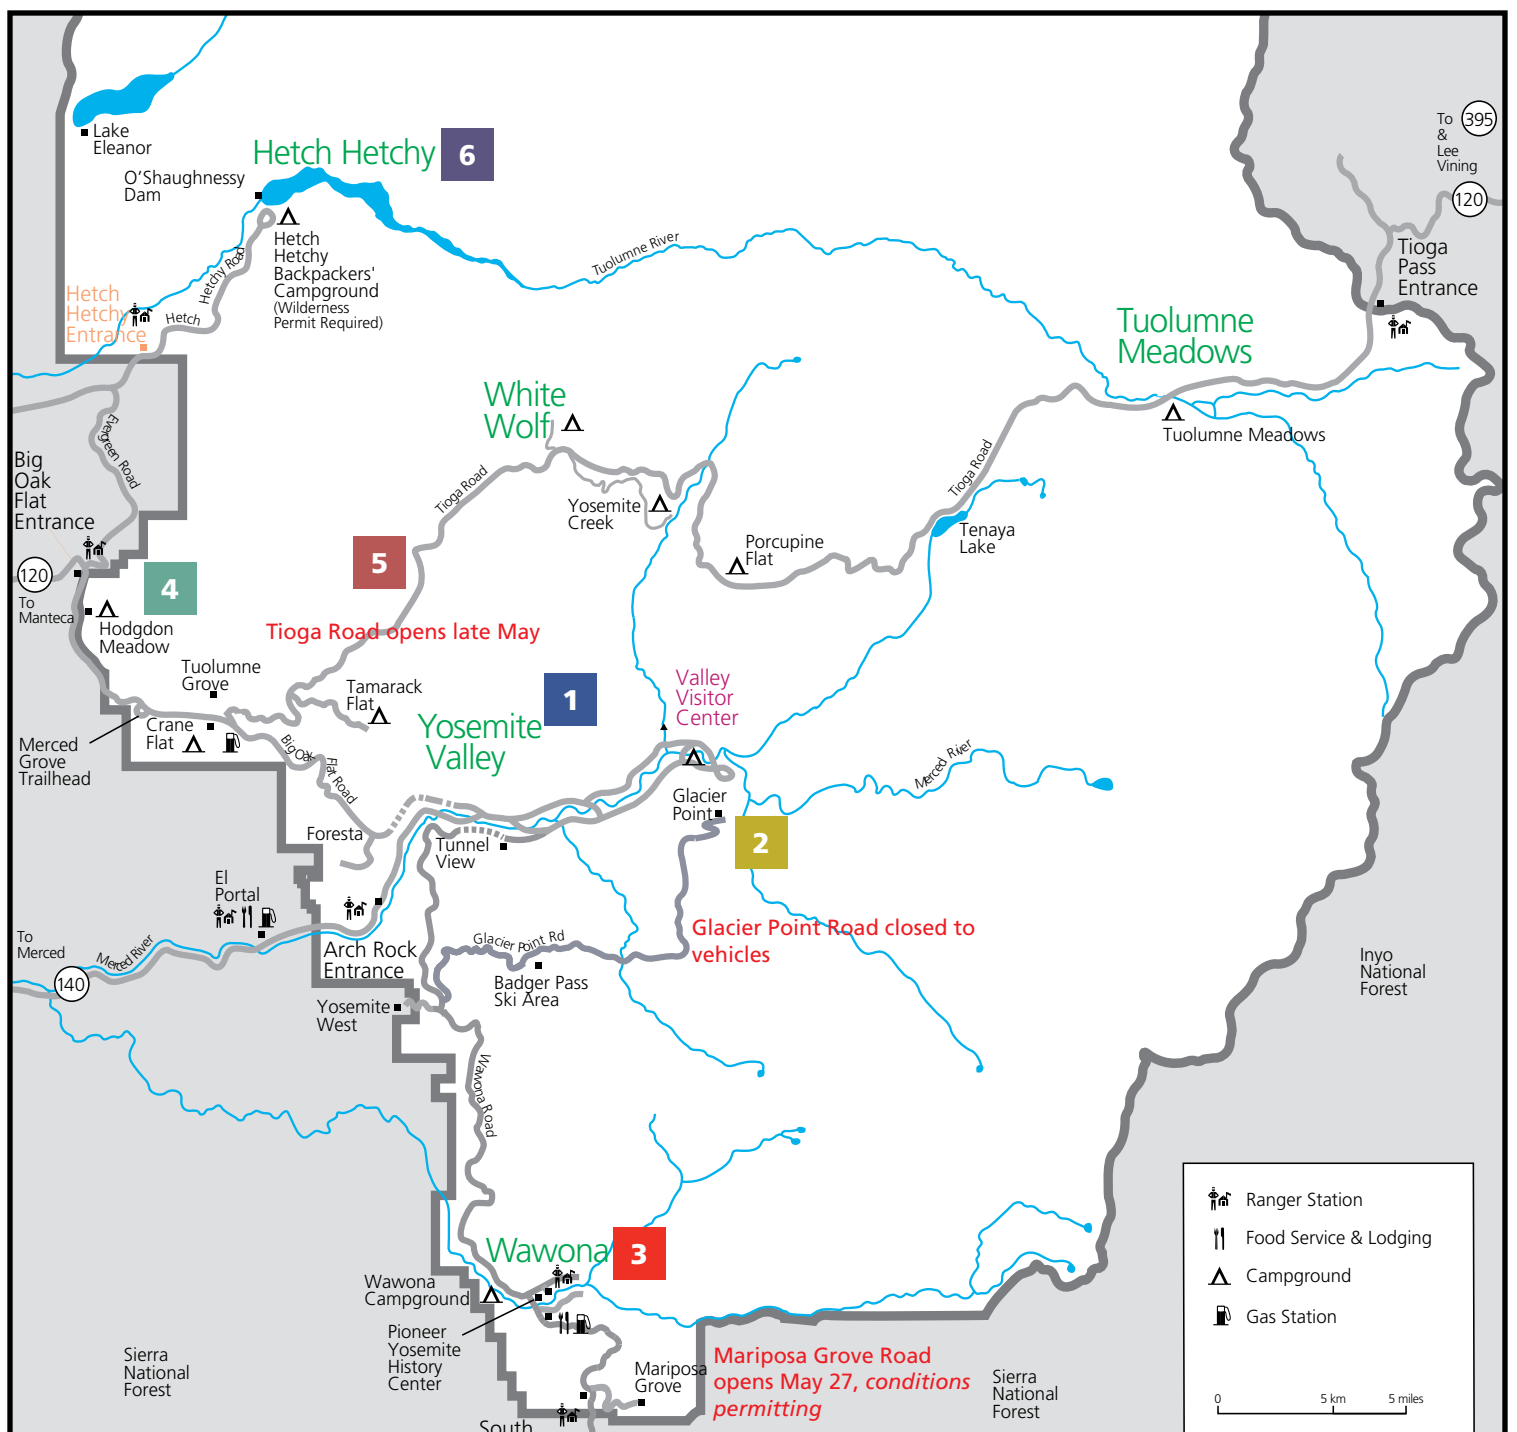 Lake
Eleanor
Hetch Hetchy
6
O'Shaughnessy
Dam
Hetch
Hetchy
Backpackers'
Campground
(Wilderness
Permit Required)
Hetch
Hetchy
Entrance
Hetch Hetchy Road
Tuolumne River
To 395
&
Lee
Vining
120
Tioga
Pass
Entrance
Tuolumne
Meadows
Tuolumne Meadows
White
Wolf
Evergreen Road
Big
Oak
Flat
Entrance
Tioga Road
Yosemite
Creek
Tioga Road
Porcupine
Flat
Tenaya
Lake
5
120
To
Manteca
4
Hodgdon
Meadow
Tioga Road opens late May
Tuolumne
Grove
Tamarack
Flat
1
Valley
Visitor
Center
Yosemite
Valley
Crane
Flat
Merced
Grove
Trailhead
Big Oak
Flat Road
Merced River
Glacier
Point
2
Foresta
Tunnel
View
El
Portal
To
Merced
Merced River
140
Arch Rock
Entrance
Glacier Point Rd
Glacier Point Road closed to
vehicles
Badger Pass
Ski Area
Yosemite
West
Inyo
National
Forest
Wawona Road
Wawona
3
Wawona
Campground
Pioneer
Yosemite
History
Center
Sierra
National
Forest
Mariposa
Grove
Mariposa Grove Road
opens May 27, conditions
permitting
Sierra
National
Forest
South
Ranger Station
Food Service & Lodging
Campground
Gas Station
0
5 km
5 miles